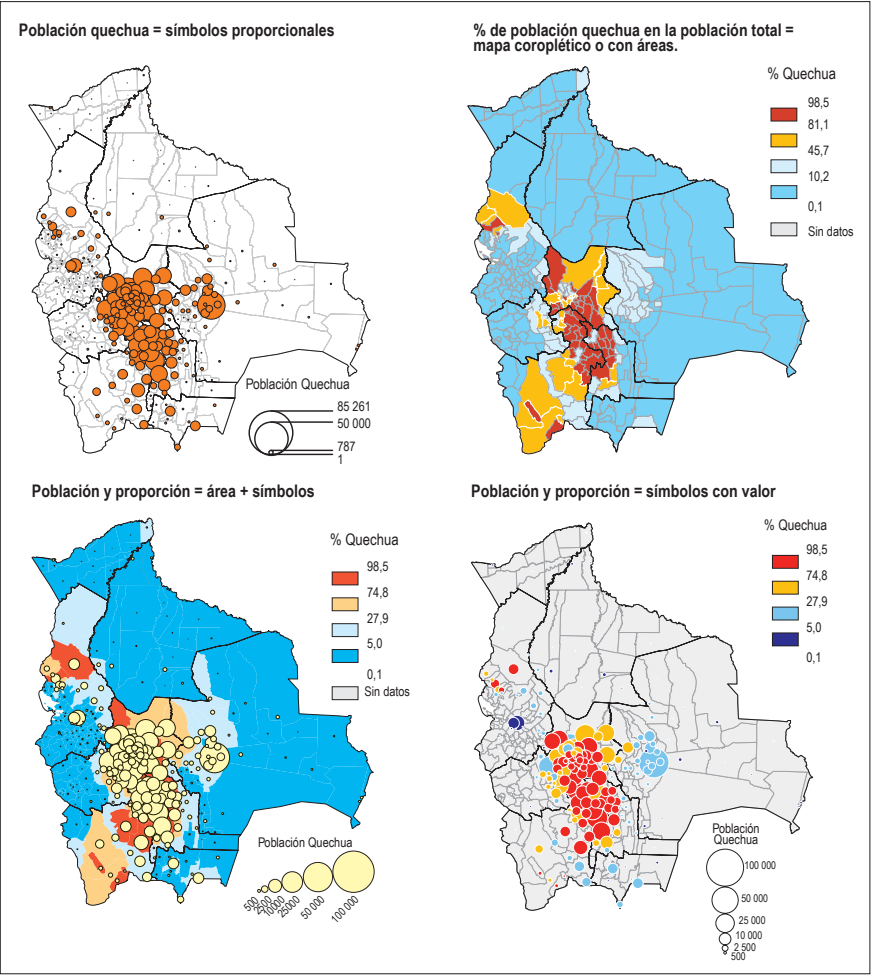 Población quechua = símbolos proporcionales
Población Quechua
85 261
50 000
787
1
% de población quechua en la población total =
mapa coroplético o con áreas.
% Quechua
98,5
81,1
45,7
10,2
0,1
Sin datos
Población y proporción = área + símbolos
% Quechua
98,5
74,8
27,9
5,0
0,1
Sin datos
Población Quechua
500
2500
10000
25000
50 000
100 000
Población y proporción = símbolos con valor
% Quechua
98,5
74,8
27,9
5,0
0,1
Población
Quechua
100 000
50 000
25 000
10 000
2 500
500